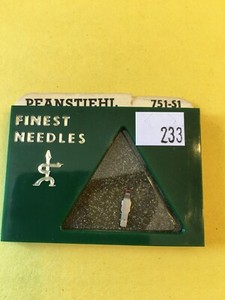 PFANSTIEHL 751-S1
FINEST
NEEDLES
233